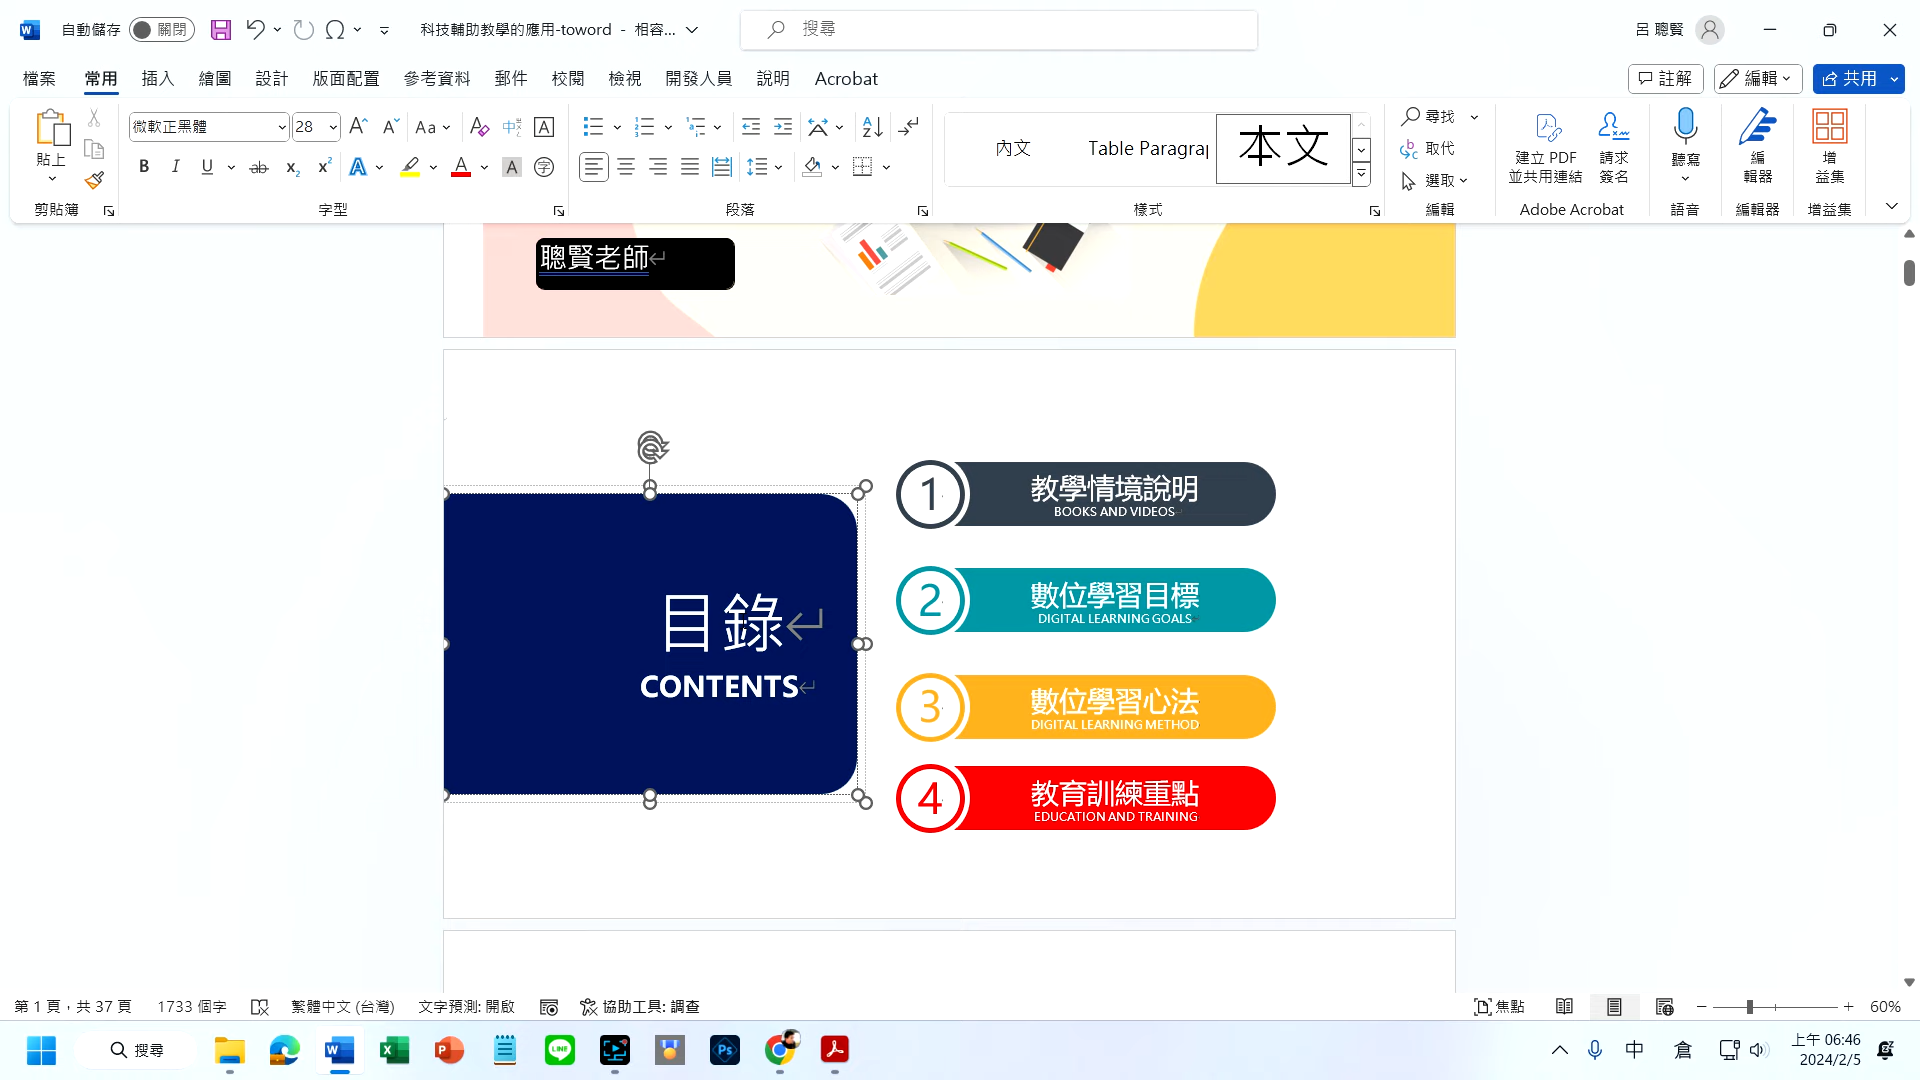 自動儲存 關閉 科技輔助教學的應用-toword - 相容... 搜尋 呂 聰賢
檔案 常用 插入 繪圖 設計 版面配置 參考資料 郵件 校閱 檢視 開發人員 說明 Acrobat 註解 編輯 共用
貼上
剪貼簿
微軟正黑體 28
字型
段落
內文 Table Paragrap 本文
樣式
尋找
取代
選取
編輯
建立 PDF
並共用連結
請求
簽名
Adobe Acrobat
聽寫
語音
編
輯器
編輯器
增
益集
增益集
聰賢老師
目錄
CONTENTS
1
教學情境說明
BOOKS AND VIDEOS
2
數位學習目標
DIGITAL LEARNING GOALS
3
數位學習心法
DIGITAL LEARNING METHOD
4
教育訓練重點
EDUCATION AND TRAINING
第 1 頁，共 37 頁 1733 個字 繁體中文 (台灣) 文字預測: 開啟 協助工具: 調查 焦點 60%
搜尋 中 倉 上午 06:46
2024/2/5